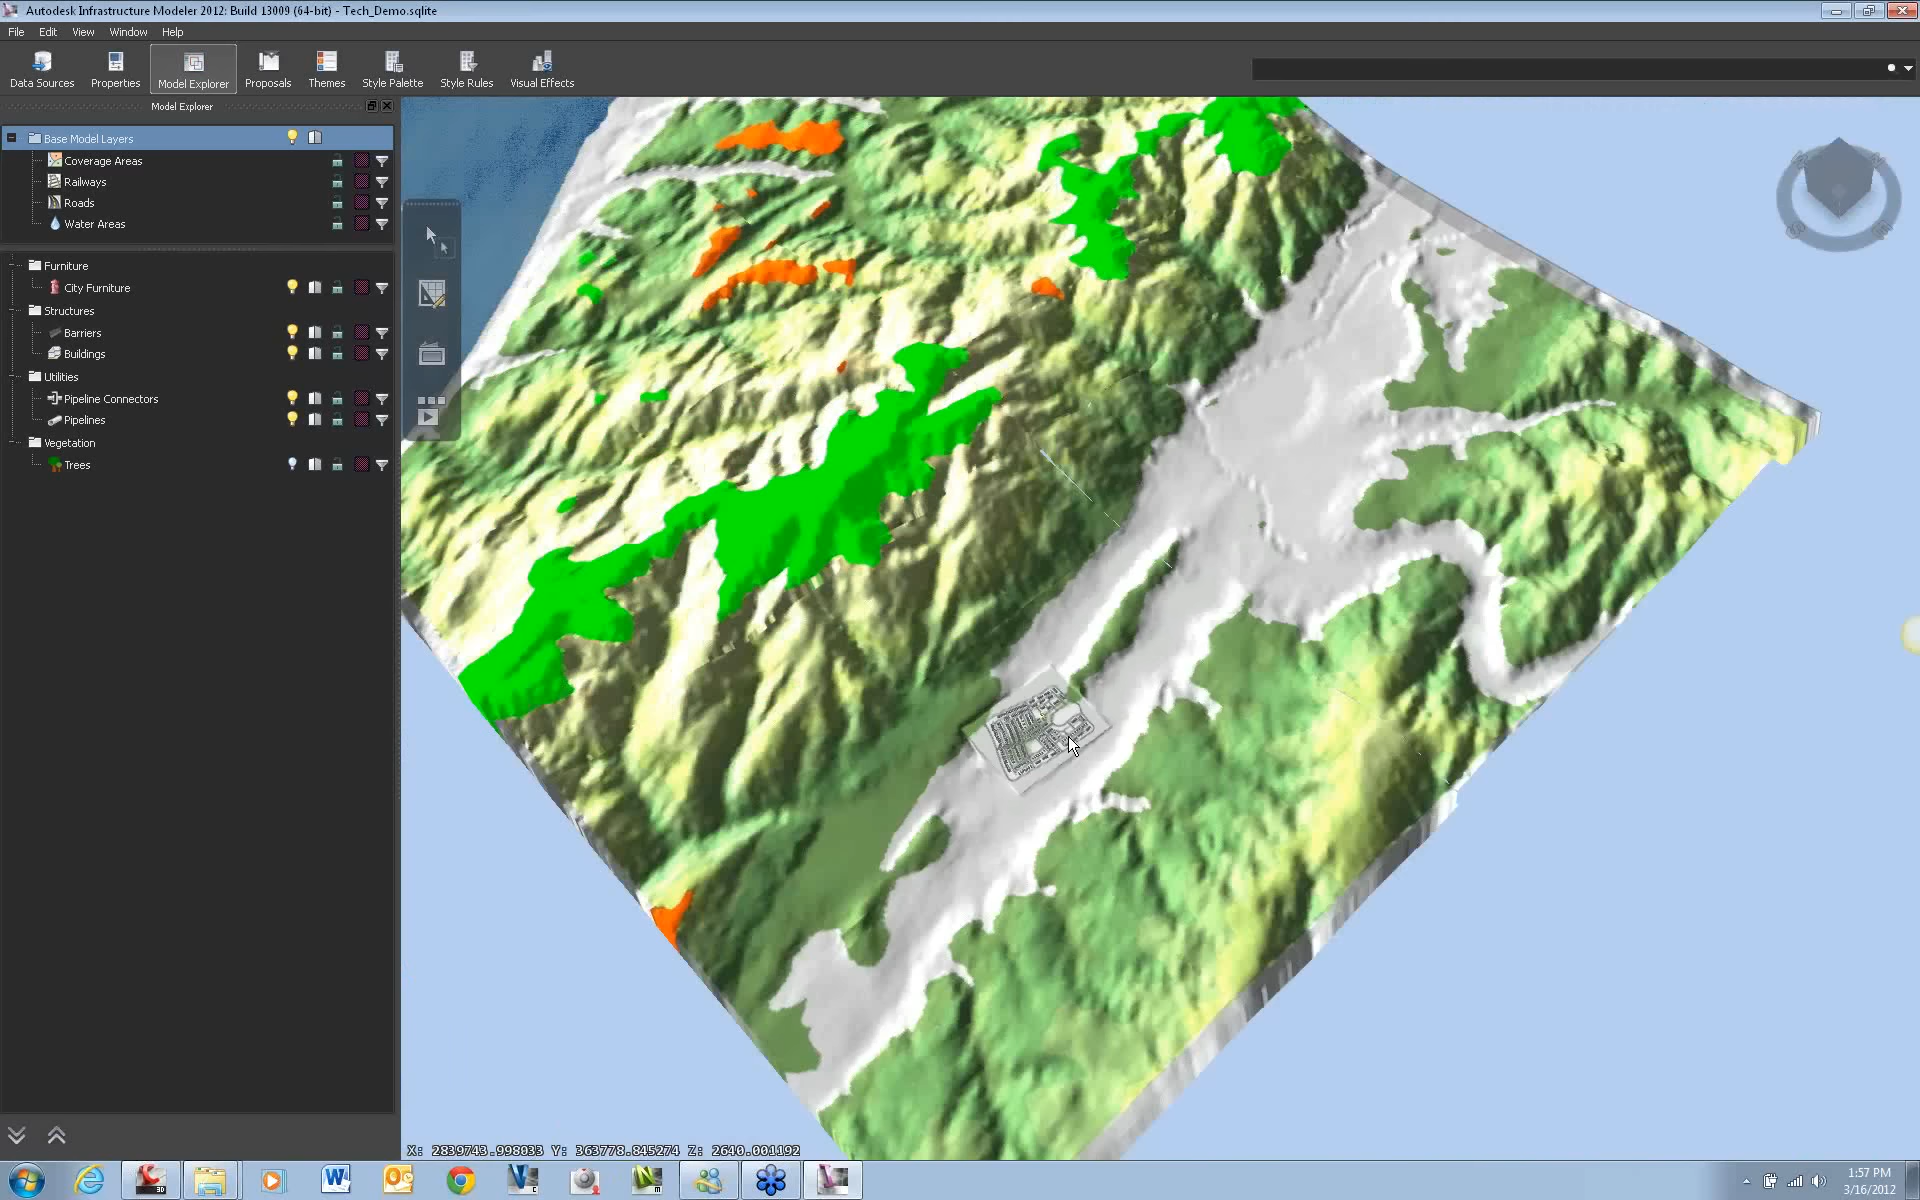 Autodesk Infrastructure Modeler 2012: Build 13009 (64-bit) - Tech_Demo.sqlite
File Edit View Window Help
Data Sources Properties Model Explorer Proposals Themes Style Palette Style Rules Visual Effects
Model Explorer
Base Model Layers
Coverage Areas
Railways
Roads
Water Areas
Furniture
City Furniture
Structures
Barriers
Buildings
Utilities
Pipeline Connectors
Pipelines
Vegetation
Trees
X: 2839743.998033 Y: 363778.845274 Z: 2640.001192
1:57 PM
3/16/2012